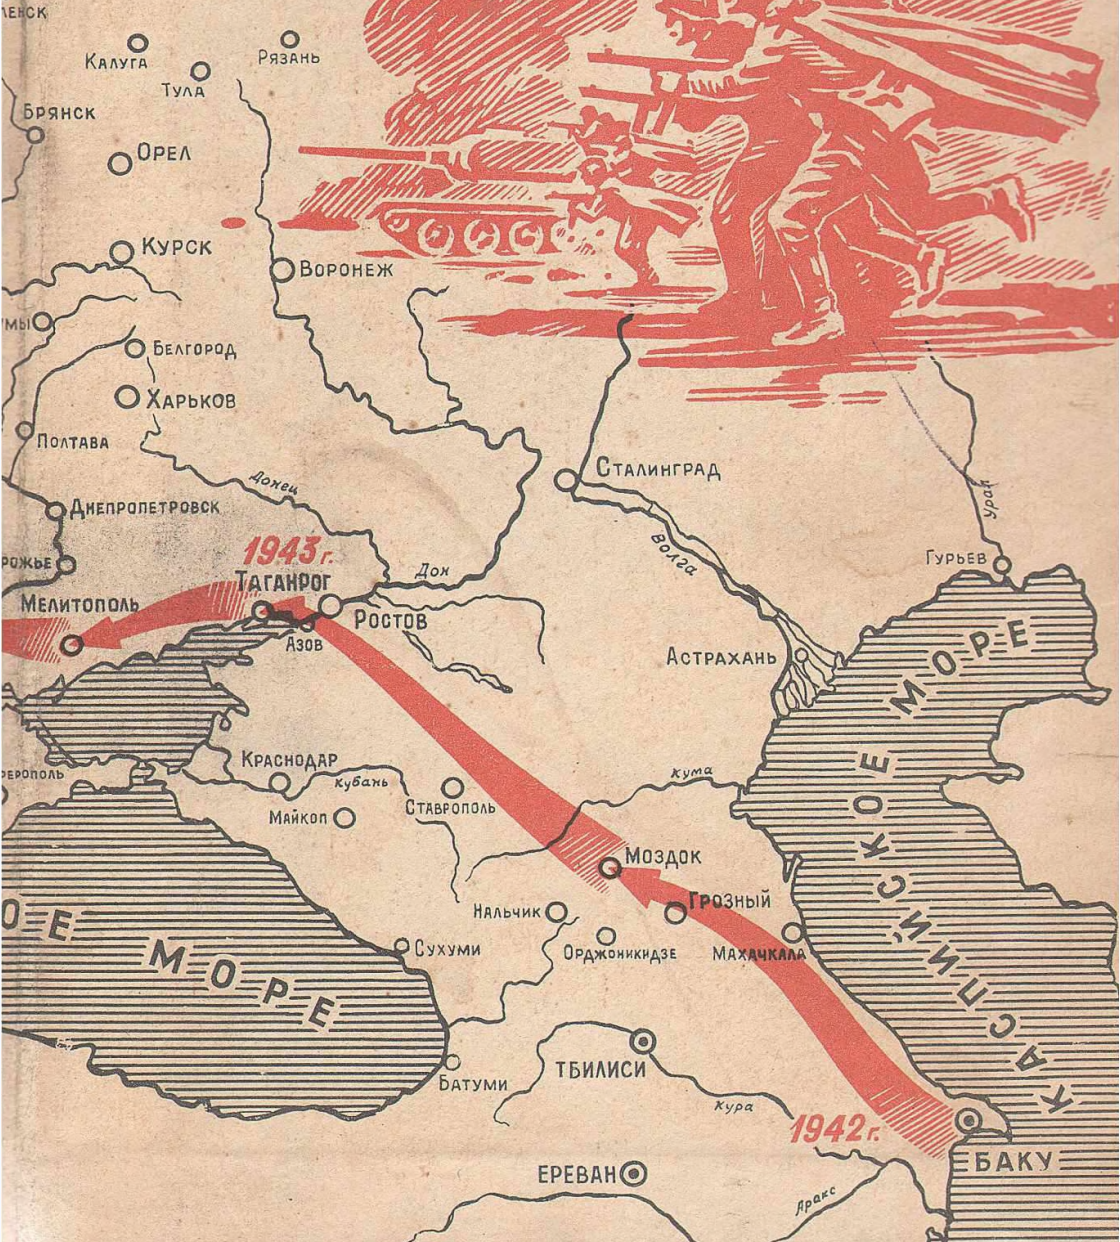 Калуга
Рязань
Тула
Брянск
Орел
Курск
Воронеж
Белгород
Харьков
Полтава
Сталинград
Донец
Днепропетровск
Урал
1943 г.
Волга
Гурьев
Дон
Таганрог
Мелитополь
Ростов
Азов
Астрахань
КАСПИЙСКОЕ МОРЕ
Краснодар
Кубань
Кума
Ставрополь
Майкоп
Моздок
Грозный
Нальчик
ОЕ МОРЕ
Сухуми
Орджоникидзе
Махачкала
ТБИЛИСИ
Батуми
Кура
1942 г.
БАКУ
ЕРЕВАН
Аракс